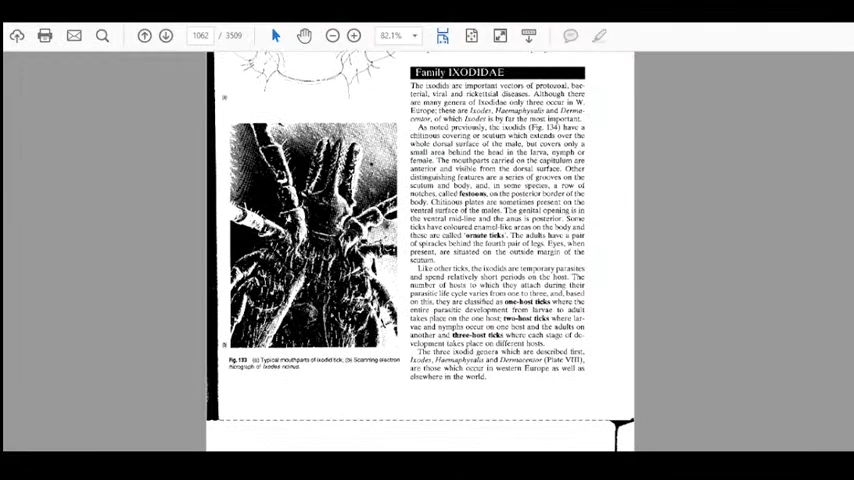 1062 / 3509
82.1%
(a)
(b)
Fig. 133 (a) Typical mouthparts of ixodid tick; (b) Scanning electron
micrograph of Ixodes ricinus.
Family IXODIDAE
The ixodids are important vectors of protozoal, bac-
terial, viral and rickettsial diseases. Although there
are many genera of Ixodidae only three occur in W.
Europe; these are Ixodes, Haemaphysalis and Derma-
centor, of which Ixodes is by far the most important.
As noted previously, the ixodids (Fig. 134) have a
chitinous covering or scutum which extends over the
whole dorsal surface of the male, but covers only a
small area behind the head in the larva, nymph or
female. The mouthparts carried on the capitulum are
anterior and visible from the dorsal surface. Other
distinguishing features are a series of grooves on the
scutum and body, and, in some species, a row of
notches, called festoons, on the posterior border of the
body. Chitinous plates are sometimes present on the
ventral surface of the males. The genital opening is in
the ventral mid-line and the anus is posterior. Some
ticks have coloured enamel-like areas on the body and
these are called 'ornate ticks'. The adults have a pair
of spiracles behind the fourth pair of legs. Eyes, when
present, are situated on the outside margin of the
scutum.
Like other ticks, the ixodids are temporary parasites
and spend relatively short periods on the host. The
number of hosts to which they attach during their
parasitic life cycle varies from one to three, and, based
on this, they are classified as one-host ticks where the
entire parasitic development from larvae to adult
takes place on the one host; two-host ticks where lar-
vae and nymphs occur on one host and the adults on
another and three-host ticks where each stage of de-
velopment takes place on different hosts.
The three ixodid genera which are described first,
Ixodes, Haemaphysalis and Dermacentor (Plate VIII),
are those which occur in western Europe as well as
elsewhere in the world.